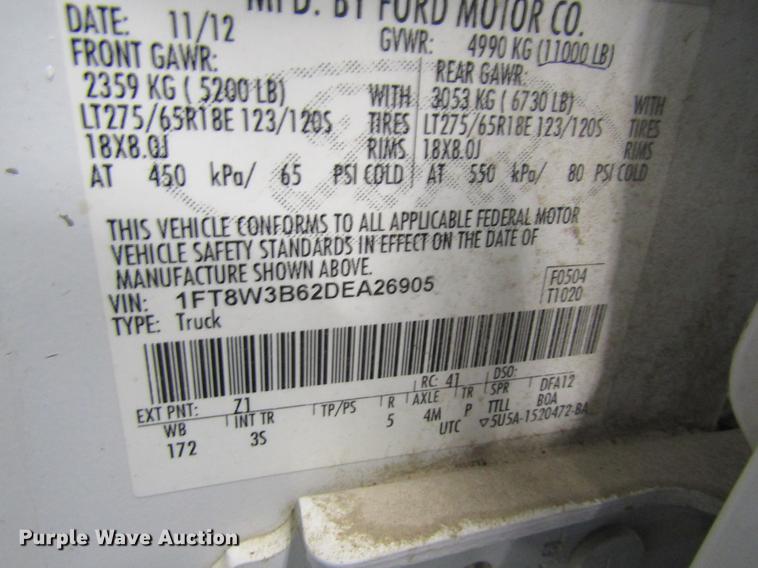 MFD. BY FORD MOTOR CO.
DATE: 11/12
GVWR: 4990 KG (11000 LB)
FRONT GAWR:
REAR GAWR:
2359 KG ( 5200 LB) WITH
3053 KG ( 6730 LB) WITH
LT275/65R18E 123/120S TIRES
LT275/65R18E 123/120S TIRES
18X8.0J RIMS
18X8.0J RIMS
AT 450 kPa/ 65 PSI COLD
AT 550 kPa/ 80 PSI COLD
THIS VEHICLE CONFORMS TO ALL APPLICABLE FEDERAL MOTOR
VEHICLE SAFETY STANDARDS IN EFFECT ON THE DATE OF
MANUFACTURE SHOWN ABOVE.
VIN: 1FT8W3B62DEA26905
F0504
TYPE: Truck
T1020
EXT PNT: Z1
RC: 41
DSO:
WB
INT TR
TP/PS
R
AXLE
TR
SPR
DFA12
172
3S
5
4M
P
TTLL
BOA
UTC
▽5U5A-1520472-BA
Purple Wave Auction